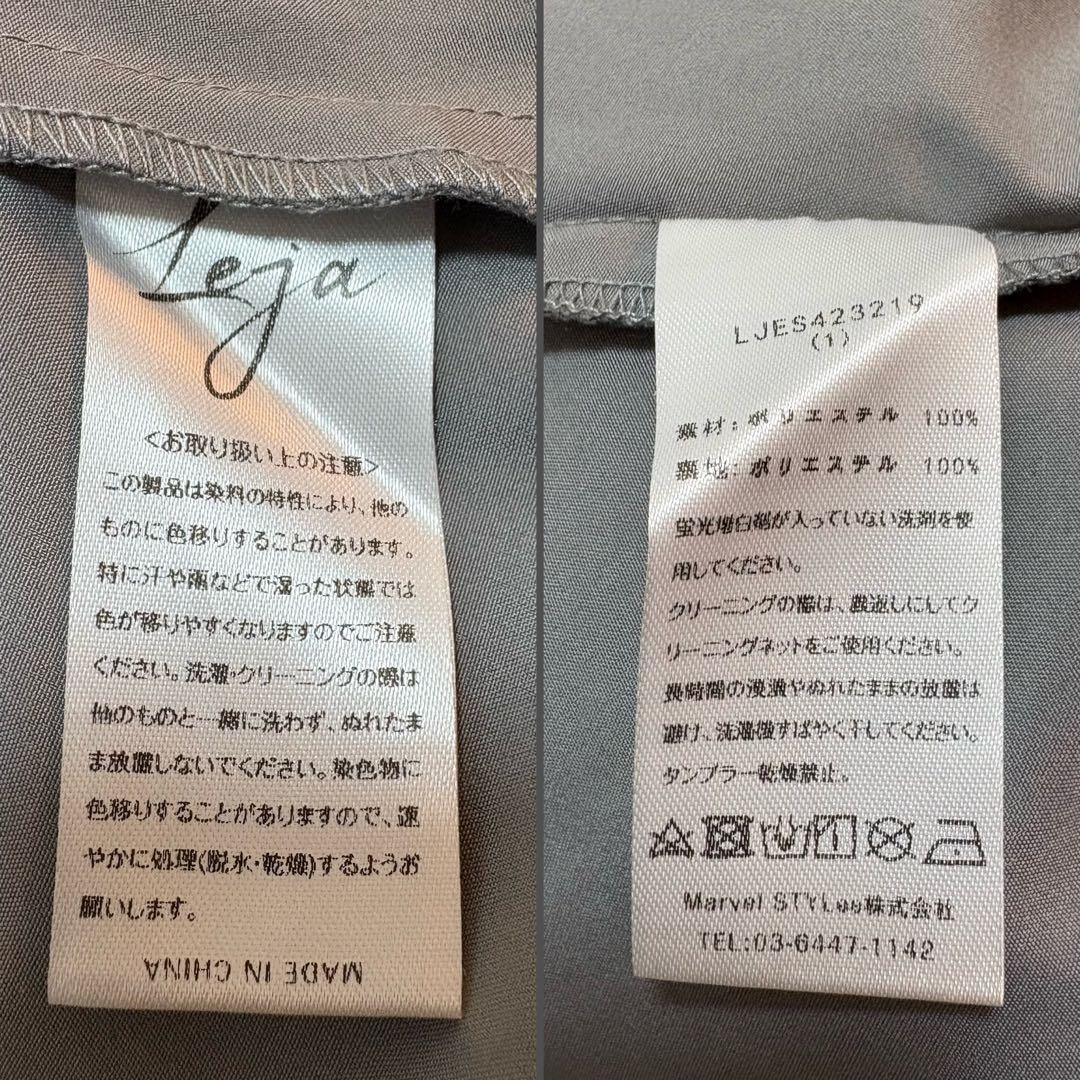 Leja
<お取り扱い上の注意>
この製品は染料の特性により、他の
ものに色移りすることがあります。
特に汗や雨などで湿った状態では
色が移りやすくなりますのでご注意
ください。洗濯・クリーニングの際は
他のものと一緒に洗わず、ぬれたま
ま放置しないでください。染色物に
色移りすることがありますので、速
やかに処理(脱水・乾燥)するようお
願いします。
MADE IN CHINA
LJES423219
(1)
素材:ポリエステル 100%
裏地:ポリエステル 100%
蛍光増白剤が入っていない洗剤を使
用してください。
クリーニングの際は、裏返しにしてク
リーニングネットをご使用ください。
長時間の浸漬やぬれたままの放置は
避け、洗濯後すばやく干してください。
タンブラー乾燥禁止。
Marvel STYLes株式会社
TEL:03-6447-1142